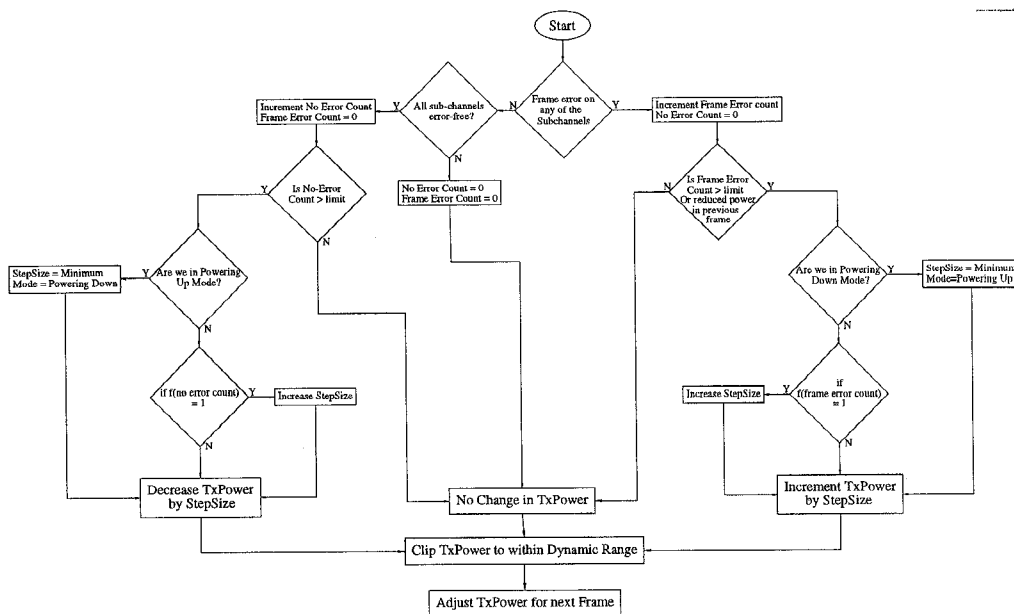 Start
Frame error on
any of the
Subchannels
N
Y
All sub-channels
error-free?
Y
N
Increment No Error Count
Frame Error Count = 0
Increment Frame Error count
No Error Count = 0
No Error Count = 0
Frame Error Count = 0
Is No-Error
Count > limit
Y
N
Is Frame Error
Count > limit
Or reduced power
in previous
frame
N
Y
Are we in Powering
Up Mode?
Y
N
StepSize = Minimum
Mode = Powering Down
Are we in Powering
Down Mode?
Y
N
StepSize = Minimum
Mode=Powering Up
if f(no error count)
= 1
Y
N
Increase StepSize
if
f(frame error count)
= 1
Y
N
Increase StepSize
Decrease TxPower
by StepSize
No Change in TxPower
Increment TxPower
by StepSize
Clip TxPower to within Dynamic Range
Adjust TxPower for next Frame